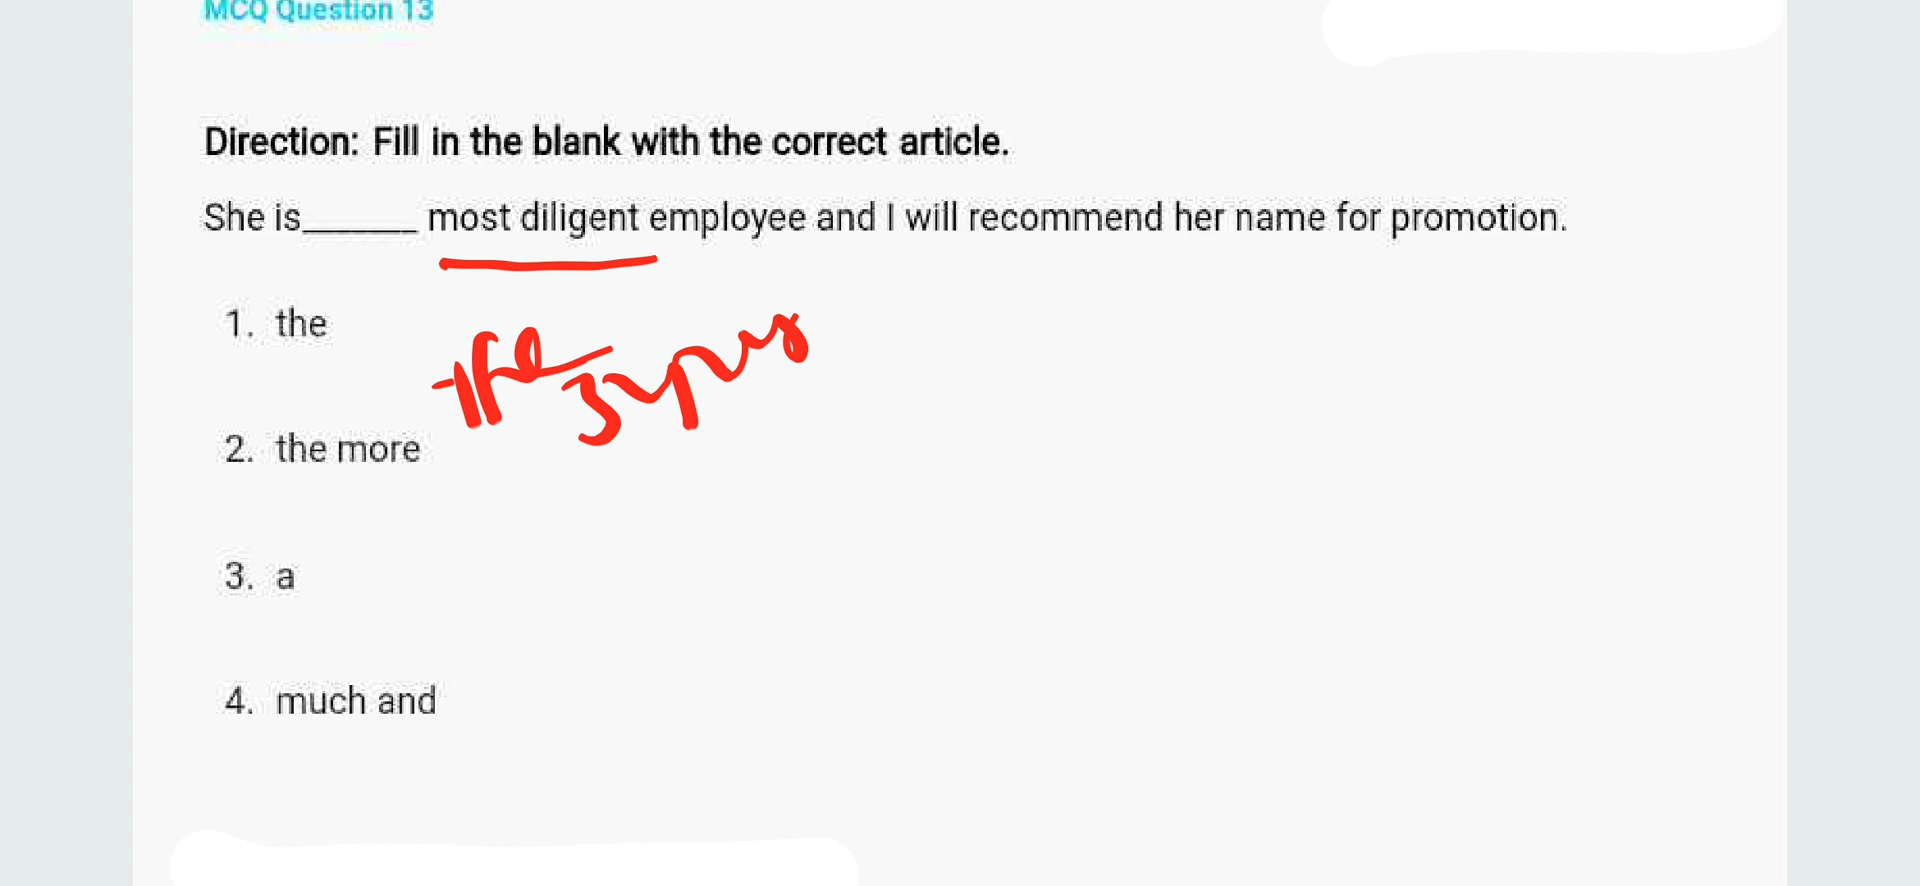 MCQ Question 13
Direction: Fill in the blank with the correct article.
She is______ most diligent employee and I will recommend her name for promotion.
1. the
2. the more
3. a
4. much and